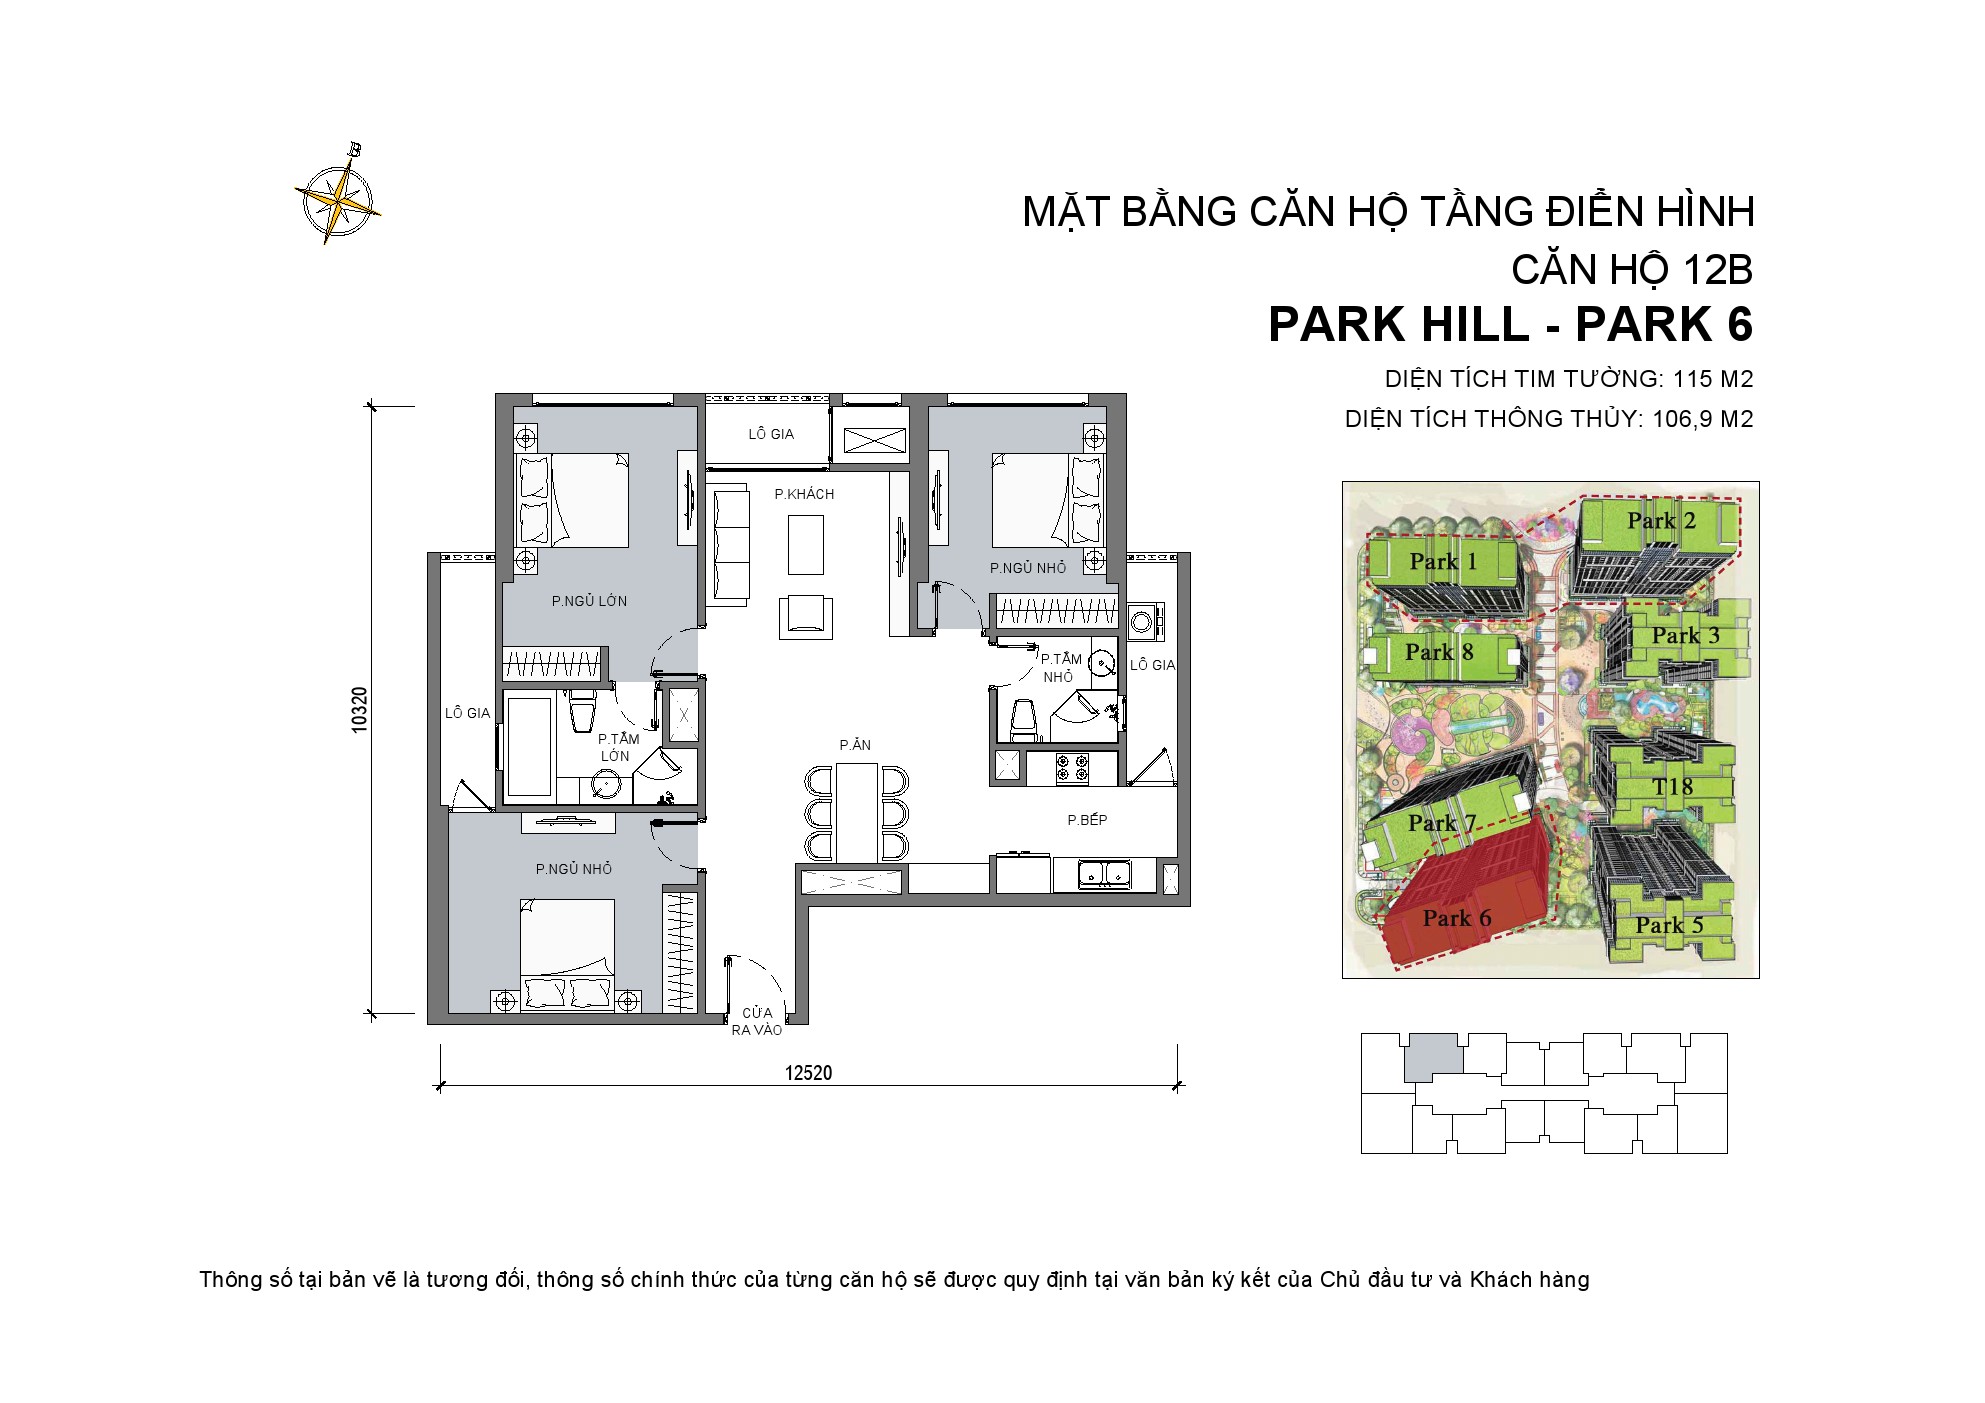 B
MẶT BẰNG CĂN HỘ TẦNG ĐIỂN HÌNH
CĂN HỘ 12B
PARK HILL - PARK 6
DIỆN TÍCH TIM TƯỜNG: 115 M2
DIỆN TÍCH THÔNG THỦY: 106,9 M2
LÔ GIA
P.KHÁCH
P.NGỦ NHỎ
P.NGỦ LỚN
P.TẮM
NHỎ
LÔ GIA
LÔ GIA
P.TẮM
LỚN
P.ĂN
P.BẾP
P.NGỦ NHỎ
CỬA
RA VÀO
10320
12520
Park 2
Park 1
Park 3
Park 8
T18
Park 7
Park 6
Park 5
Thông số tại bản vẽ là tương đối, thông số chính thức của từng căn hộ sẽ được quy định tại văn bản ký kết của Chủ đầu tư và Khách hàng